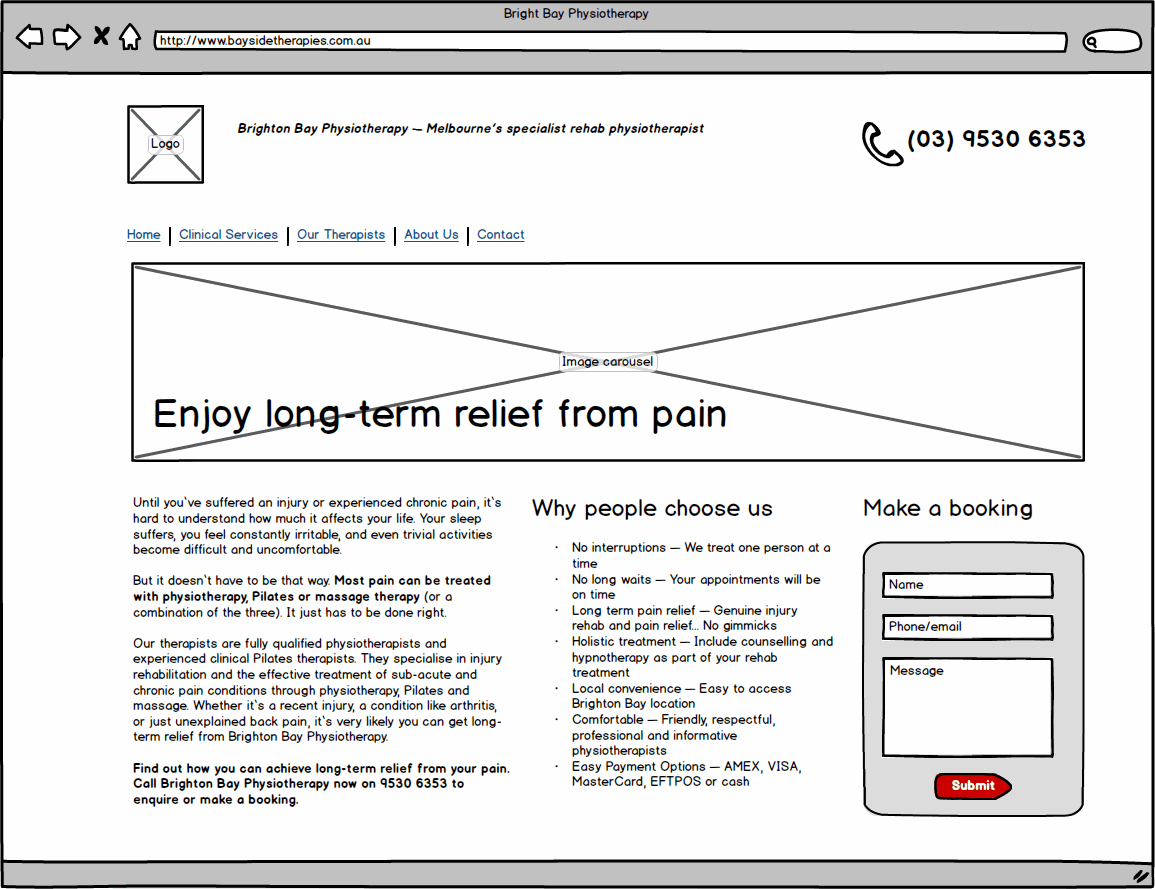 Bright Bay Physiotherapy
http://www.baysidetherapies.com.au
Logo
Brighton Bay Physiotherapy — Melbourne's specialist rehab physiotherapist
(03) 9530 6353
Home
Clinical Services
Our Therapists
About Us
Contact
Image carousel
Enjoy long-term relief from pain
Until you've suffered an injury or experienced chronic pain, it's
hard to understand how much it affects your life. Your sleep
suffers, you feel constantly irritable, and even trivial activities
become difficult and uncomfortable.
But it doesn't have to be that way. Most pain can be treated
with physiotherapy, Pilates or massage therapy (or a
combination of the three). It just has to be done right.
Our therapists are fully qualified physiotherapists and
experienced clinical Pilates therapists. They specialise in injury
rehabilitation and the effective treatment of sub-acute and
chronic pain conditions through physiotherapy, Pilates and
massage. Whether it's a recent injury, a condition like arthritis,
or just unexplained back pain, it's very likely you can get long-
term relief from Brighton Bay Physiotherapy.
Find out how you can achieve long-term relief from your pain.
Call Brighton Bay Physiotherapy now on 9530 6353 to
enquire or make a booking.
Why people choose us
· No interruptions — We treat one person at a
time
· No long waits — Your appointments will be
on time
· Long term pain relief — Genuine injury
rehab and pain relief... No gimmicks
· Holistic treatment — Include counselling and
hypnotherapy as part of your rehab
treatment
· Local convenience — Easy to access
Brighton Bay location
· Comfortable — Friendly, respectful,
professional and informative
physiotherapists
· Easy Payment Options — AMEX, VISA,
MasterCard, EFTPOS or cash
Make a booking
Name
Phone/email
Message
Submit